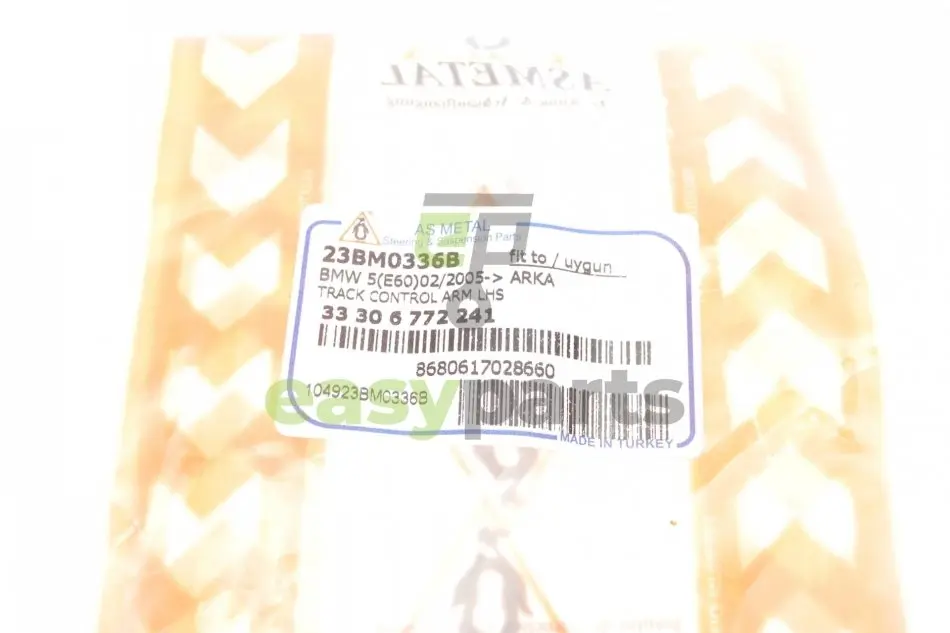 ASMETAL
AS METAL
Steering & Suspension Parts
23BM0336B fit to / uygun
BMW 5(E60)02/2005-> ARKA
TRACK CONTROL ARM LHS
33 30 6 772 241
8680617028660
104923BM0336B
easyparts
MADE IN TURKEY